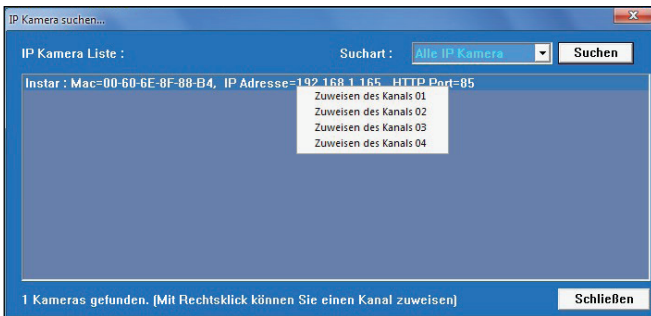 IP Kamera suchen...
IP Kamera Liste : Suchart : Alle IP Kamera Suchen
Instar : Mac=00-60-6E-8F-88-B4, IP Adresse=192.168.1.165, HTTP Port=85
Zuweisen des Kanals 01
Zuweisen des Kanals 02
Zuweisen des Kanals 03
Zuweisen des Kanals 04
1 Kameras gefunden. (Mit Rechtsklick können Sie einen Kanal zuweisen) Schließen